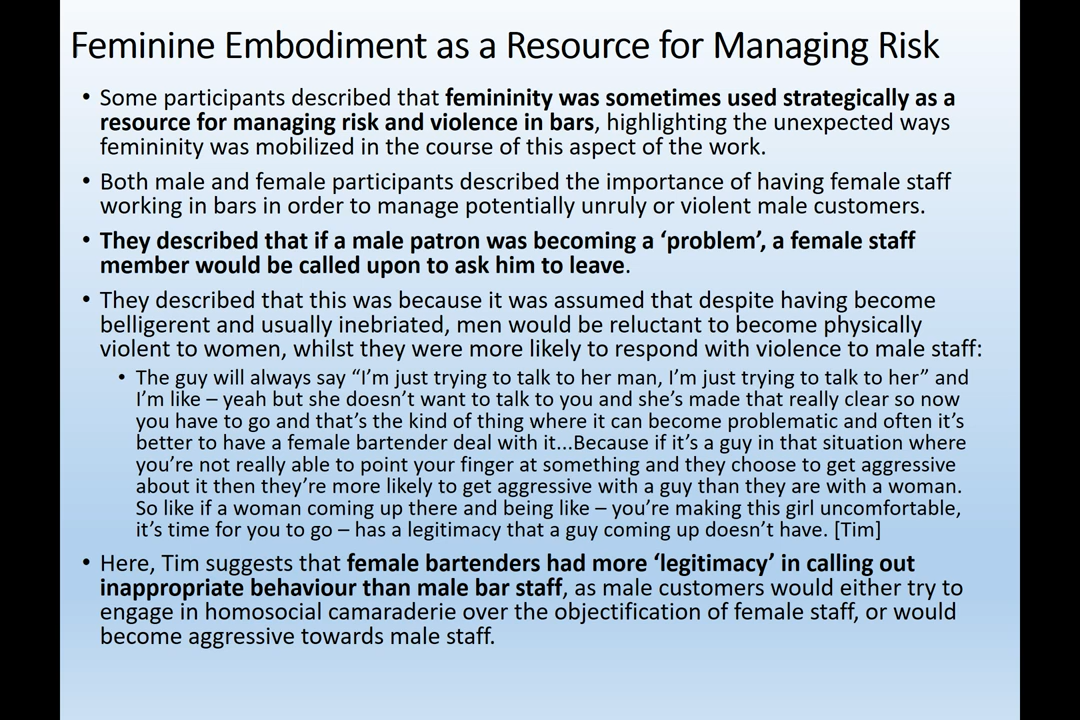 Feminine Embodiment as a Resource for Managing Risk
• Some participants described that femininity was sometimes used strategically as a
resource for managing risk and violence in bars, highlighting the unexpected ways
femininity was mobilized in the course of this aspect of the work.
• Both male and female participants described the importance of having female staff
working in bars in order to manage potentially unruly or violent male customers.
• They described that if a male patron was becoming a ‘problem’, a female staff
member would be called upon to ask him to leave.
• They described that this was because it was assumed that despite having become
belligerent and usually inebriated, men would be reluctant to become physically
violent to women, whilst they were more likely to respond with violence to male staff:
• The guy will always say “I’m just trying to talk to her man, I’m just trying to talk to her” and
I’m like – yeah but she doesn’t want to talk to you and she’s made that really clear so now
you have to go and that’s the kind of thing where it can become problematic and often it’s
better to have a female bartender deal with it...Because if it’s a guy in that situation where
you’re not really able to point your finger at something and they choose to get aggressive
about it then they’re more likely to get aggressive with a guy than they are with a woman.
So like if a woman coming up there and being like – you’re making this girl uncomfortable,
it’s time for you to go – has a legitimacy that a guy coming up doesn’t have. [Tim]
• Here, Tim suggests that female bartenders had more ‘legitimacy’ in calling out
inappropriate behaviour than male bar staff, as male customers would either try to
engage in homosocial camaraderie over the objectification of female staff, or would
become aggressive towards male staff.